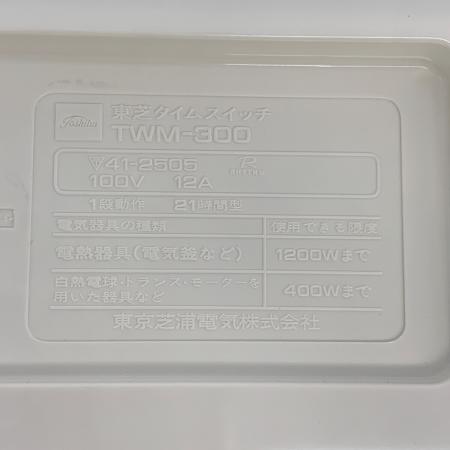 Toshiba
東芝タイムスイッチ
TWM-300
41-2505 R RHYTHM
100V 12A
1段動作 21時間型
電気器具の種類 使用できる限度
電熱器具(電気釜など) 1200Wまで
白熱電球・トランス・モーターを
用いた器具など 400Wまで
東京芝浦電気株式会社